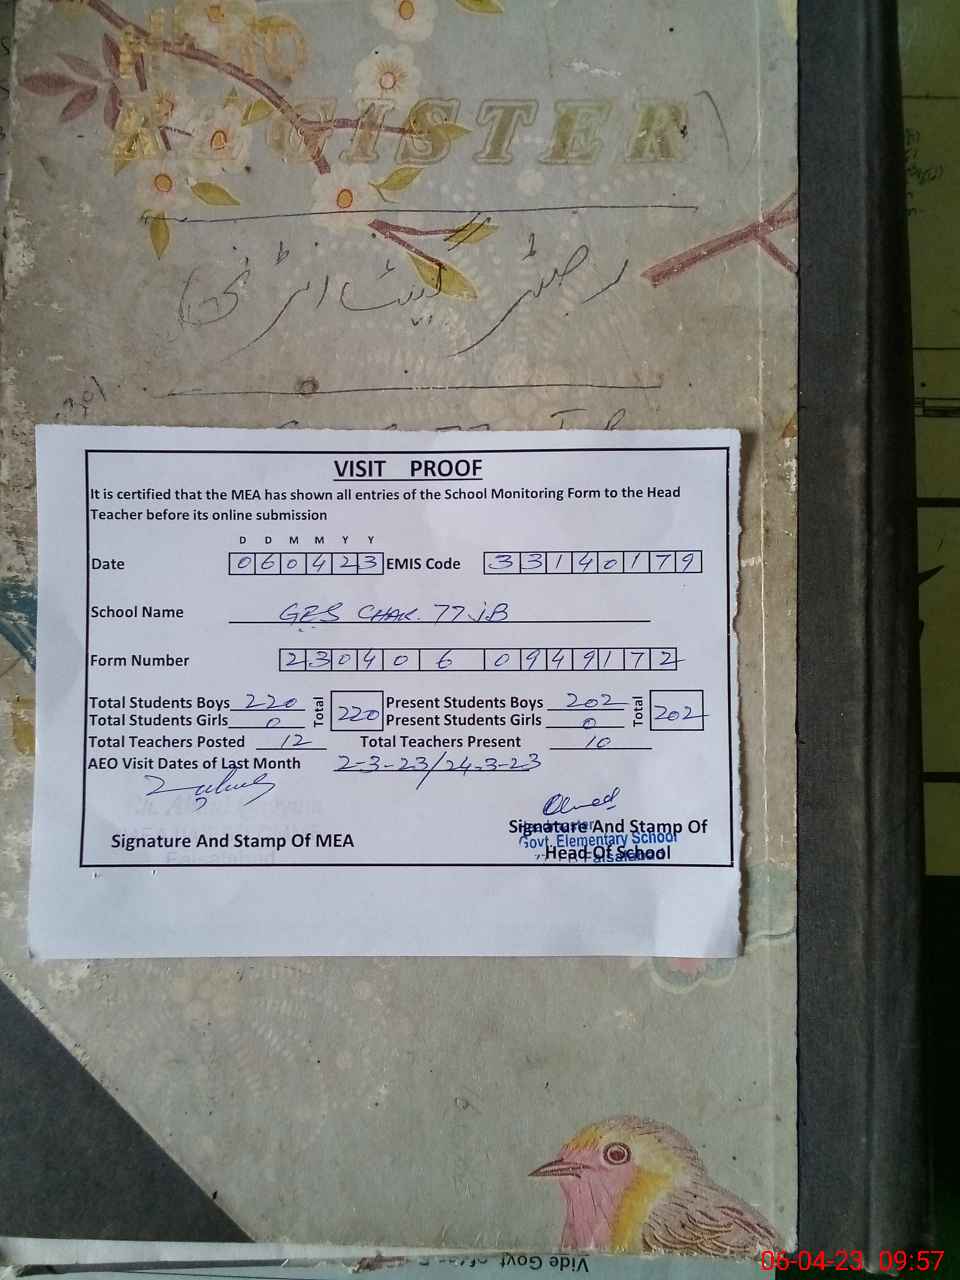 REGISTER
رجسٹر
VISIT PROOF
It is certified that the MEA has shown all entries of the School Monitoring Form to the Head
Teacher before its online submission
D D M M Y Y
Date 060423 EMIS Code 33140179
School Name GES CHAK. 77 JB
Form Number 230406 0949172
Total Students Boys 220 Total 220 Present Students Boys 202 Total 202
Total Students Girls 0 Present Students Girls 0
Total Teachers Posted 12 Total Teachers Present 10
AEO Visit Dates of Last Month 2-3-23/24-3-23
Signature And Stamp Of MEA
Signature And Stamp Of
Head Of School
Govt. Elementary School
Faisalabad
Vide Govt of
06-04-23 09:57